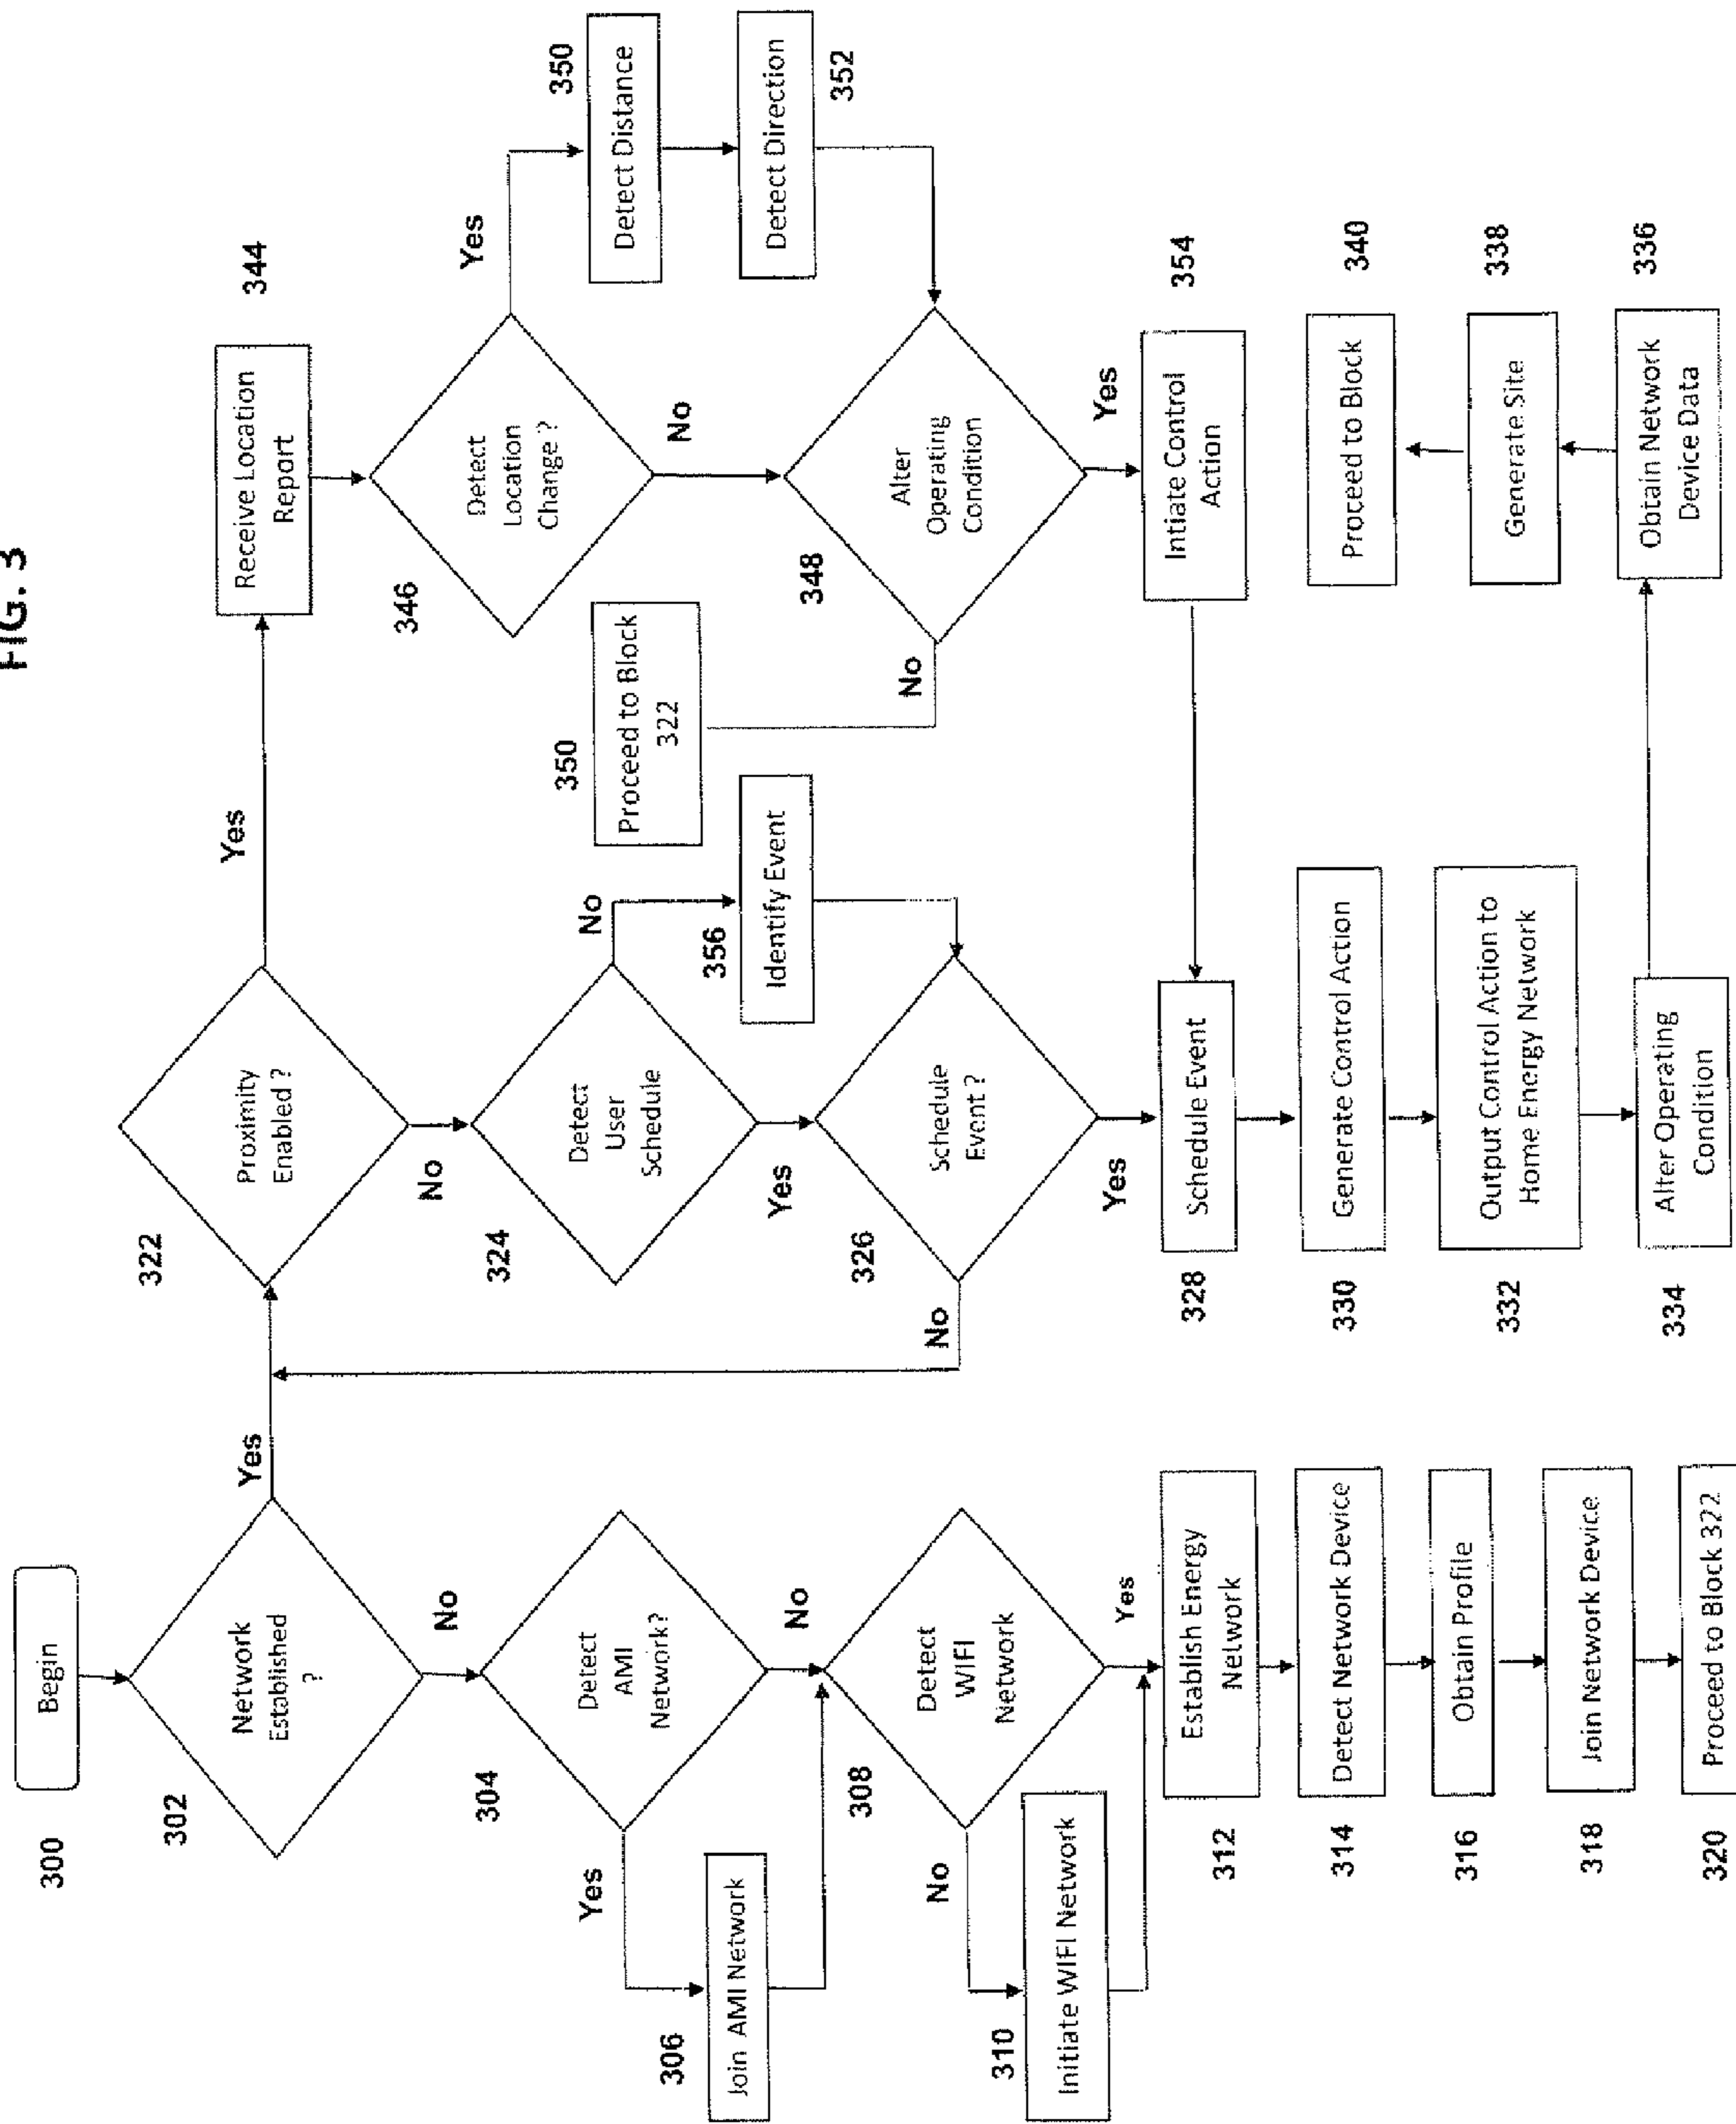 FIG. 3
300
Begin
302
Network
Established
?
Yes
No
304
Detect
AMI
Network?
Yes
No
306
Join AMI Network
308
Detect
WIFI
Network
No
Yes
310
Initiate WIFI Network
312
Establish Energy
Network
314
Detect Network Device
316
Obtain Profile
318
Join Network Device
320
Proceed to Block 322
322
Proximity
Enabled ?
Yes
No
324
Detect
User
Schedule
No
Yes
356
Identify Event
326
Schedule
Event ?
No
Yes
328
Schedule Event
330
Generate Control Action
332
Output Control Action to
Home Energy Network
334
Alter Operating
Condition
344
Receive Location
Report
346
Detect
Location
Change ?
Yes
No
350
Detect Distance
Detect Direction
352
350
Proceed to Block
322
348
Alter
Operating
Condition
No
Yes
354
Intiate Control
Action
340
Proceed to Block
338
Generate Site
336
Obtain Network
Device Data